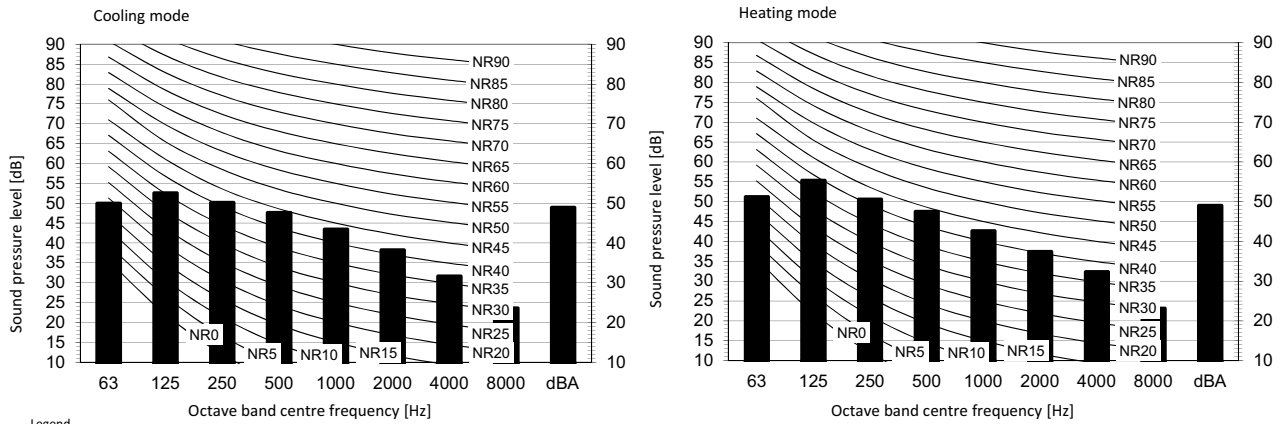 Cooling mode
90
85
80
75
70
65
60
55
50
45
40
35
30
25
20
15
10
Sound pressure level [dB]
90
80
70
60
50
40
30
20
10
NR90
NR85
NR80
NR75
NR70
NR65
NR60
NR55
NR50
NR45
NR40
NR35
NR30
NR25
NR20
NR0
NR5
NR10
NR15
63 125 250 500 1000 2000 4000 8000 dBA
Octave band centre frequency [Hz]
Heating mode
90
85
80
75
70
65
60
55
50
45
40
35
30
25
20
15
10
Sound pressure level [dB]
90
80
70
60
50
40
30
20
10
NR90
NR85
NR80
NR75
NR70
NR65
NR60
NR55
NR50
NR45
NR40
NR35
NR30
NR25
NR20
NR0
NR5
NR10
NR15
63 125 250 500 1000 2000 4000 8000 dBA
Octave band centre frequency [Hz]
Legend